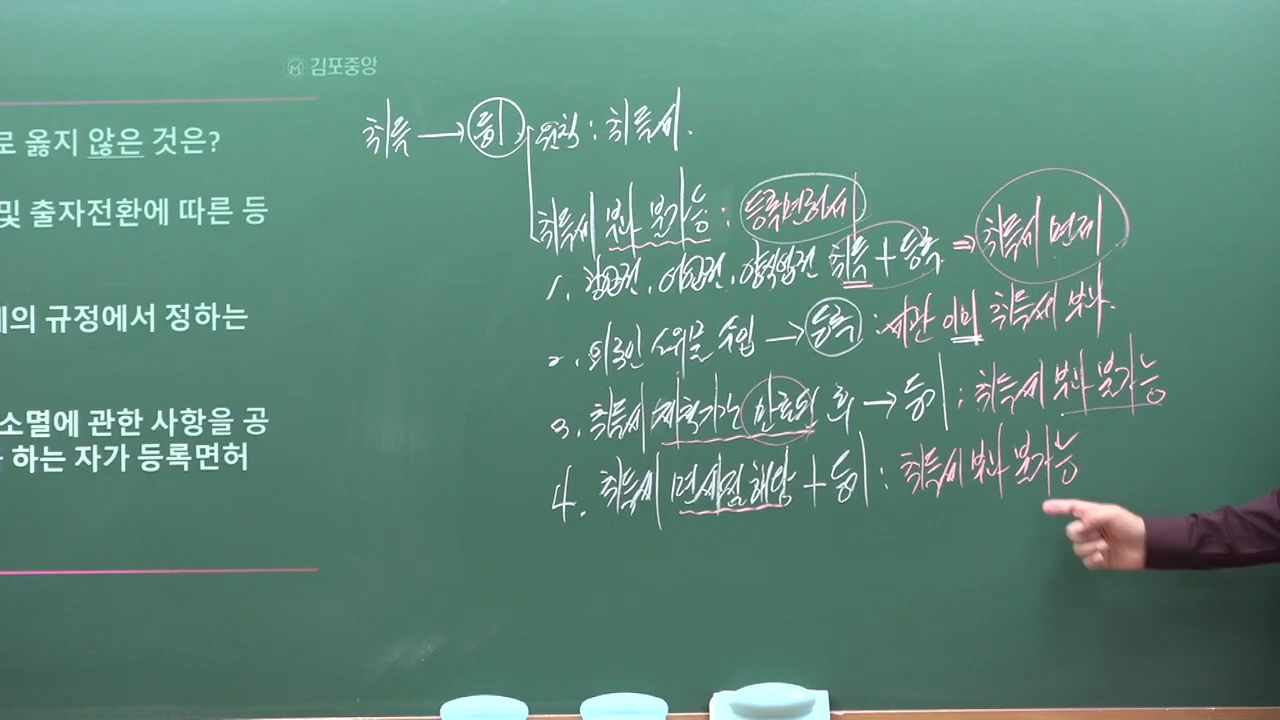 김포중앙
로 옳지 않은 것은?
및 출자전환에 따른 등
의 규정에서 정하는
소멸에 관한 사항을 공
하는 자가 등록면허
취득 → 등기 원칙 : 취득세.
취득세 부과 불가능 : 등록면허세
1. 광업권, 어업권, 양식업권 취득 + 등록 ⇒ 취득세 면제
2. 외국인 소유물 수입 → 등록 : 세관 이미 취득세 부과.
3. 취득세 제척기간 만료된 후 → 등기 : 취득세 부과 불가능
4. 취득세 면세점 해당 + 등기 : 취득세 부과 불가능